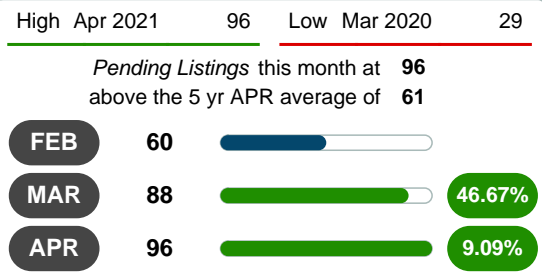 High Apr 2021 96 Low Mar 2020 29
Pending Listings this month at 96
above the 5 yr APR average of 61
FEB 60
MAR 88 46.67%
APR 96 9.09%